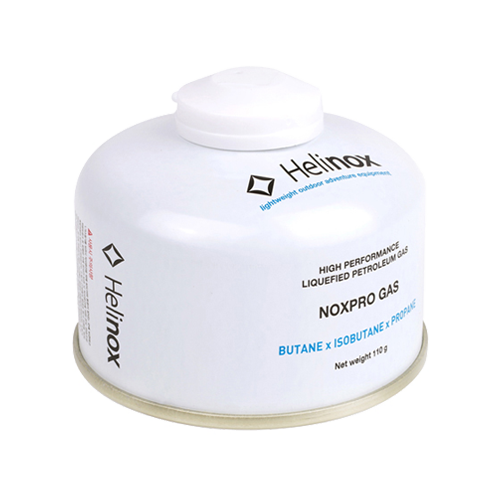 Helinox
lightweight outdoor adventure equipment
HIGH PERFORMANCE
LIQUEFIED PETROLEUM GAS
NOXPRO GAS
BUTANE x ISOBUTANE x PROPANE
Net weight 110 g
Helinox